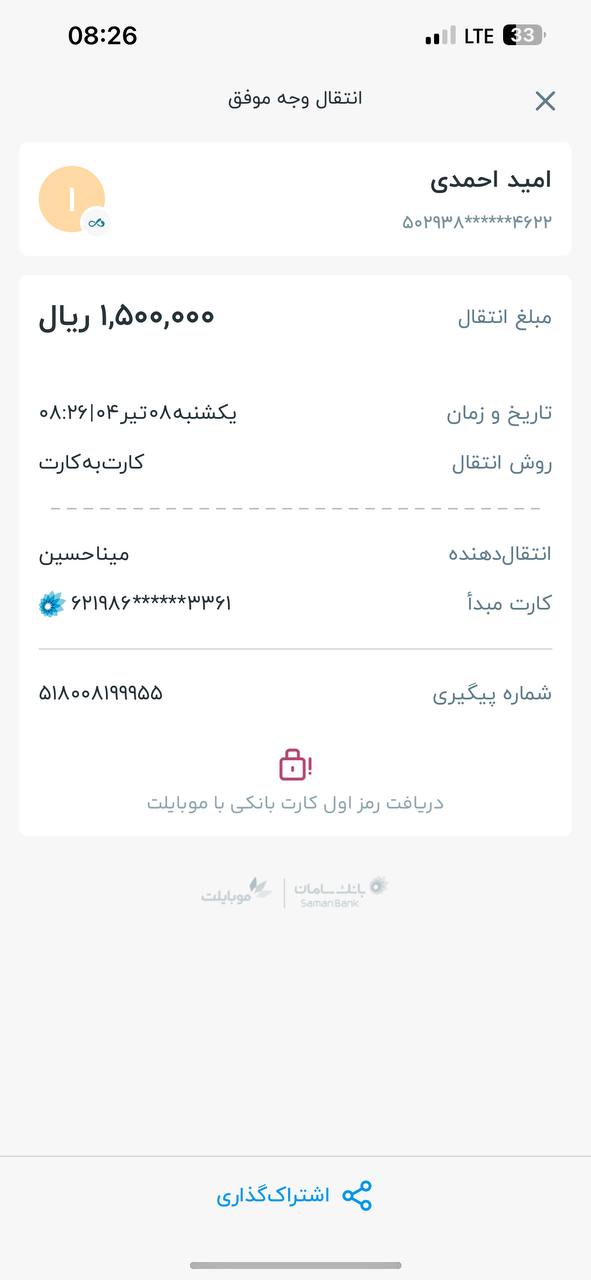 08:26
LTE 33
انتقال وجه موفق
امید احمدی
۵۰۲۹۳۸******۴۶۲۲
ا
مبلغ انتقال ۱,۵۰۰,۰۰۰ ریال
تاریخ و زمان یکشنبه۰۸تیر۰۴|۰۸:۲۶
روش انتقال کارت‌به‌کارت
انتقال‌دهنده میناحسین
کارت مبدأ ۶۲۱۹۸۶******۳۳۶۱
شماره پیگیری ۵۱۸۰۰۸۱۹۹۹۵۵
دریافت رمز اول کارت بانکی با موبایلت
بانک سامان | موبایلت
SamanBank
اشتراک‌گذاری